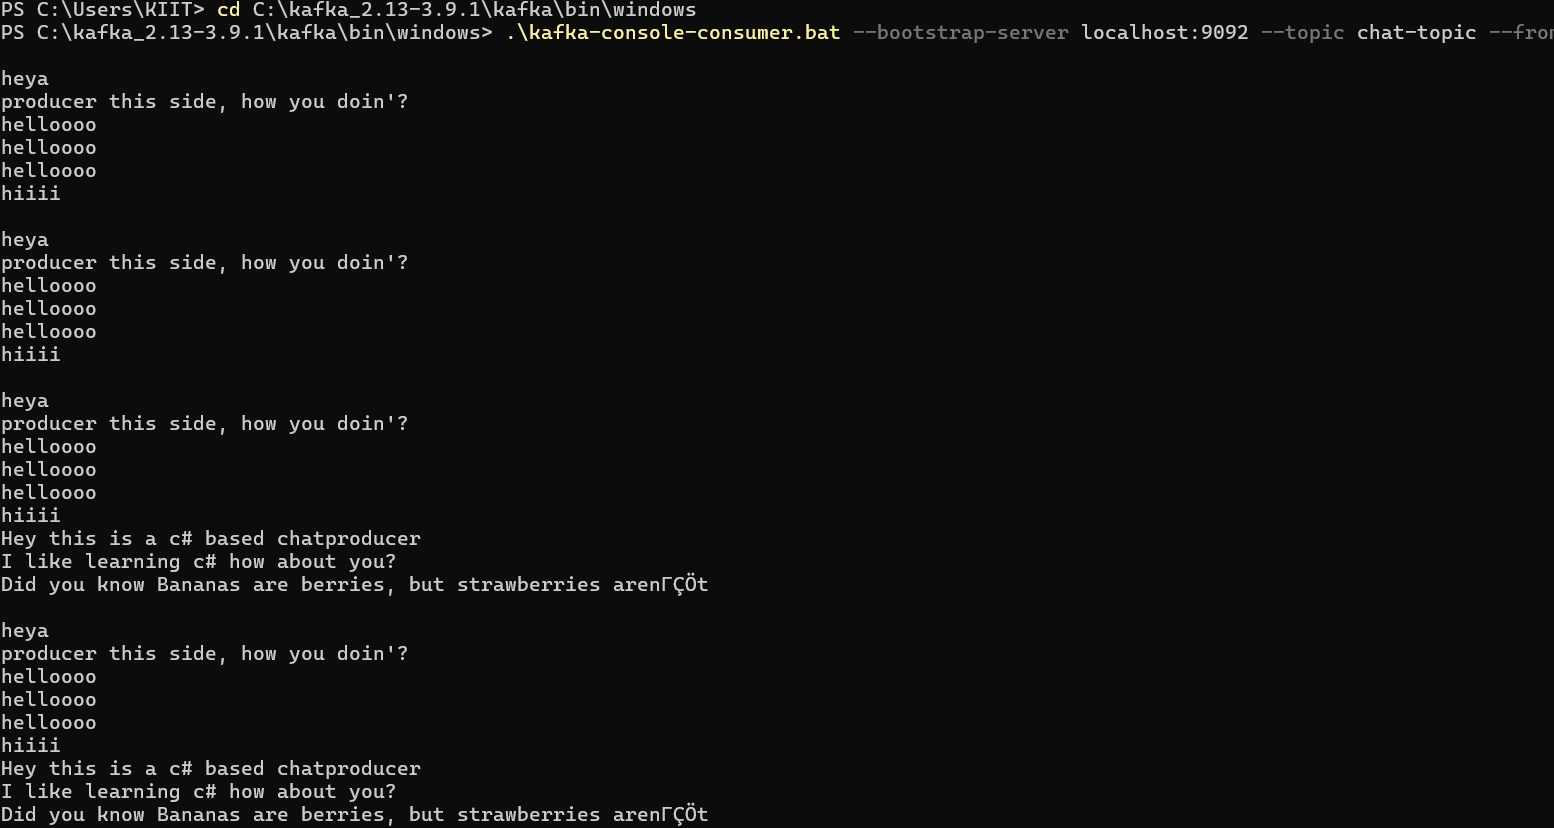 PS C:\Users\KIIT> cd C:\kafka_2.13-3.9.1\kafka\bin\windows
PS C:\kafka_2.13-3.9.1\kafka\bin\windows> .\kafka-console-consumer.bat --bootstrap-server localhost:9092 --topic chat-topic --fron
heya
producer this side, how you doin'?
helloooo
helloooo
helloooo
hiiii
heya
producer this side, how you doin'?
helloooo
helloooo
helloooo
hiiii
heya
producer this side, how you doin'?
helloooo
helloooo
helloooo
hiiii
Hey this is a c# based chatproducer
I like learning c# how about you?
Did you know Bananas are berries, but strawberries arenΓÇÖt
heya
producer this side, how you doin'?
helloooo
helloooo
helloooo
hiiii
Hey this is a c# based chatproducer
I like learning c# how about you?
Did you know Bananas are berries, but strawberries arenΓÇÖt